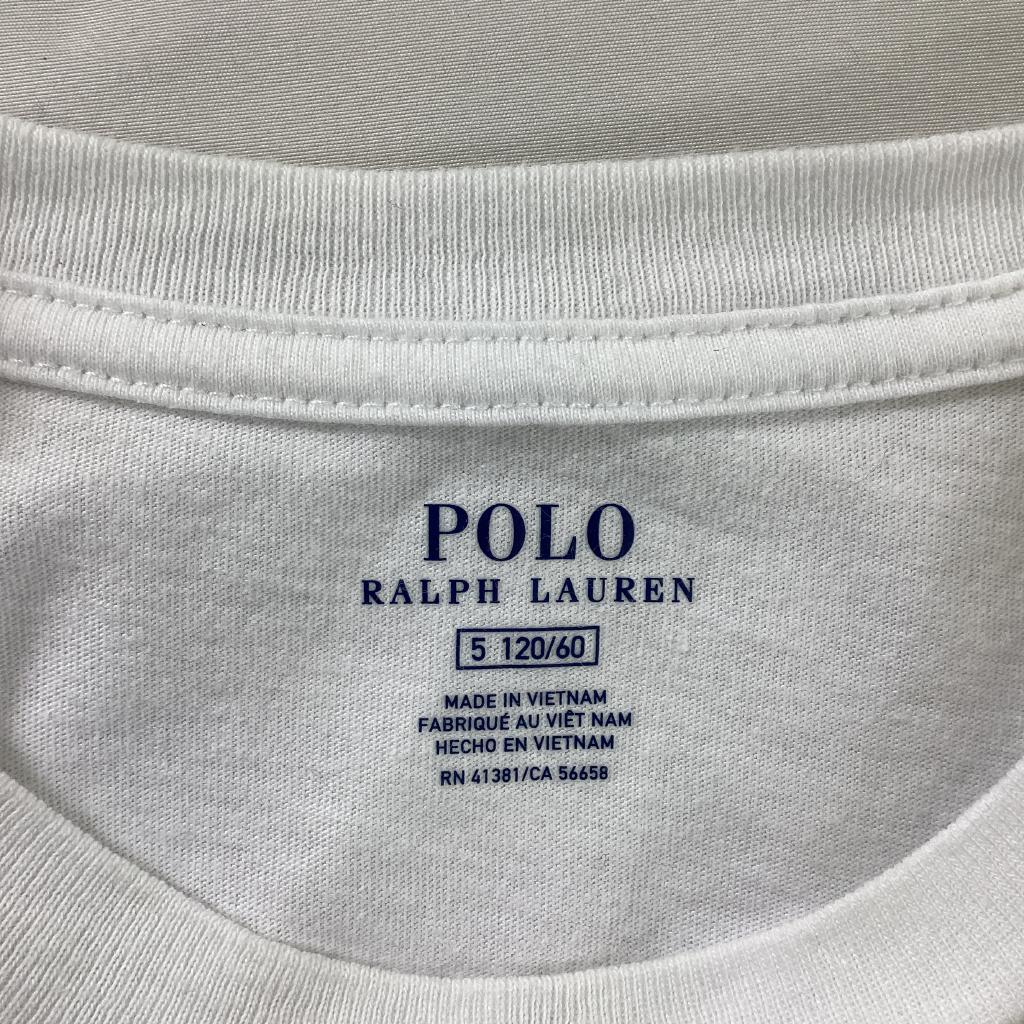 POLO
RALPH LAUREN
5 120/60
MADE IN VIETNAM
FABRIQUÉ AU VIÊT NAM
HECHO EN VIETNAM
RN 41381/CA 56658